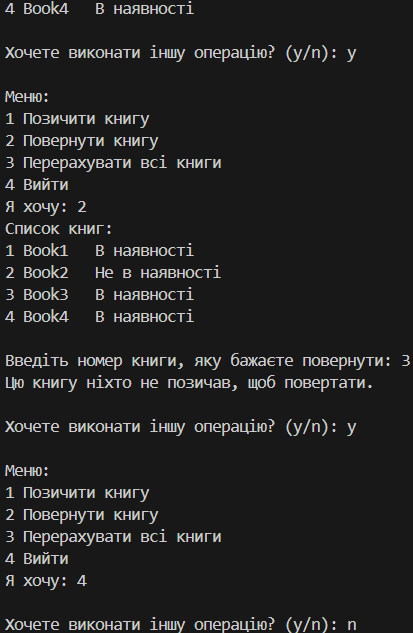 4 Book4   В наявності
Хочете виконати іншу операцію? (y/n): y
Меню:
1 Позичити книгу
2 Повернути книгу
3 Перерахувати всі книги
4 Вийти
Я хочу: 2
Список книг:
1 Book1   В наявності
2 Book2   Не в наявності
3 Book3   В наявності
4 Book4   В наявності
Введіть номер книги, яку бажаєте повернути: 3
Цю книгу ніхто не позичав, щоб повертати.
Хочете виконати іншу операцію? (y/n): y
Меню:
1 Позичити книгу
2 Повернути книгу
3 Перерахувати всі книги
4 Вийти
Я хочу: 4
Хочете виконати іншу операцію? (y/n): n